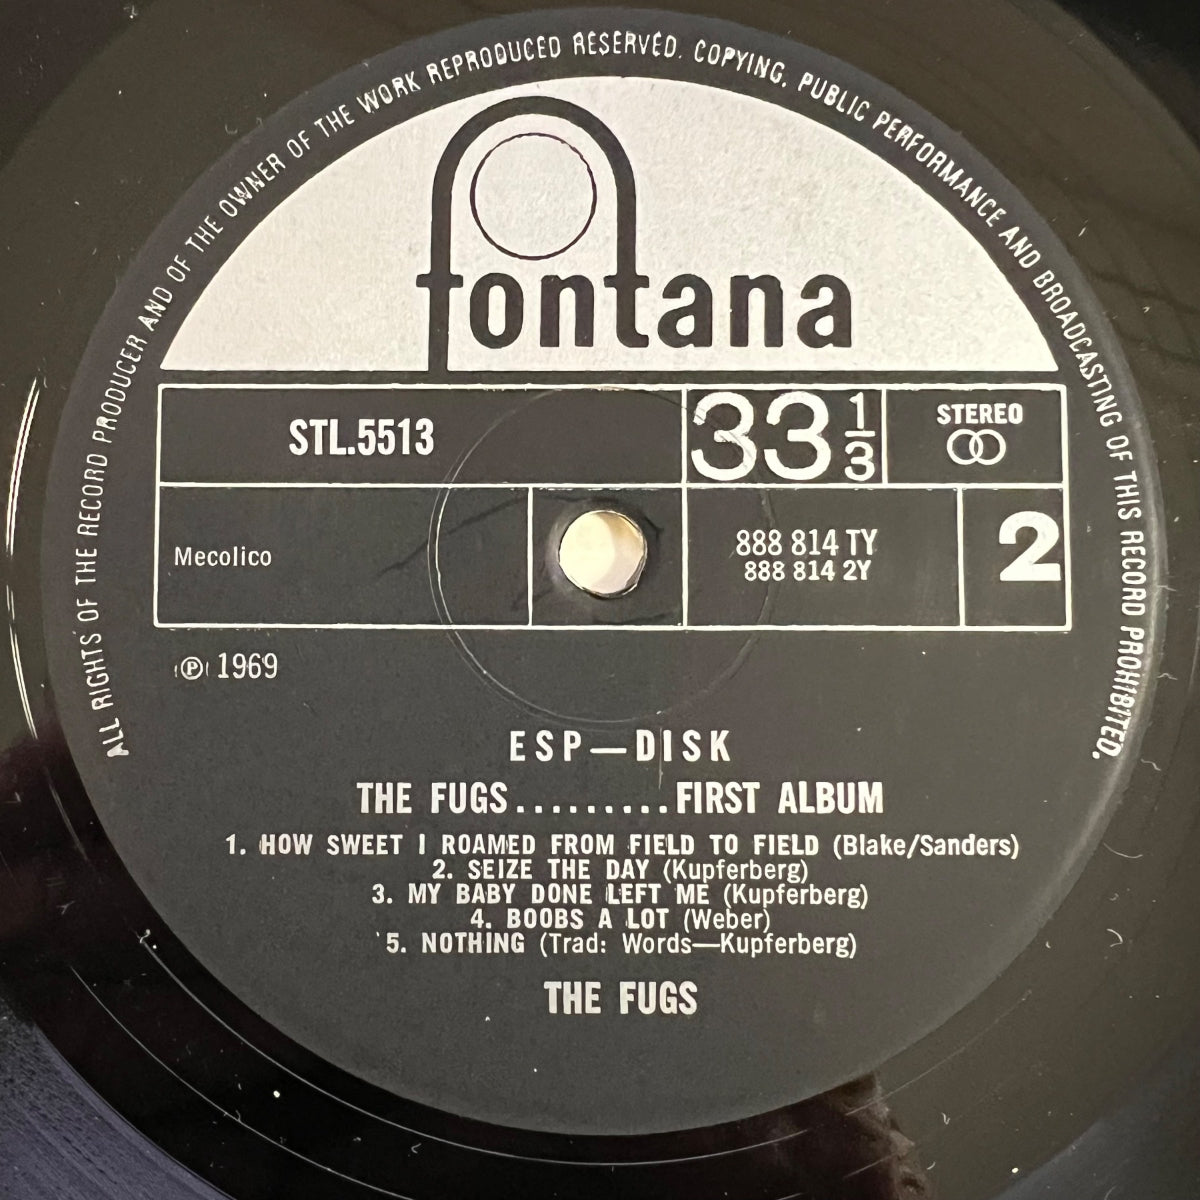 ALL RIGHTS OF THE RECORD PRODUCER AND OF THE OWNER OF THE WORK REPRODUCED RESERVED. COPYING, PUBLIC PERFORMANCE AND BROADCASTING OF THIS RECORD PROHIBITED.
fontana
STL.5513
33 1/3
STEREO
Mecolico
888 814 TY
888 814 2Y
2
℗ 1969
ESP—DISK
THE FUGS.........FIRST ALBUM
1. HOW SWEET I ROAMED FROM FIELD TO FIELD (Blake/Sanders)
2. SEIZE THE DAY (Kupferberg)
3. MY BABY DONE LEFT ME (Kupferberg)
4. BOOBS A LOT (Weber)
5. NOTHING (Trad: Words—Kupferberg)
THE FUGS